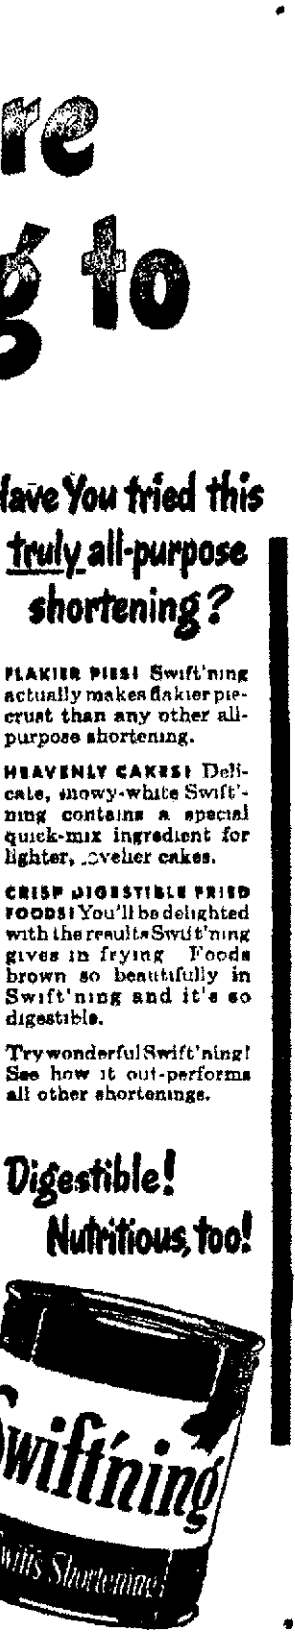 re
g to
Have You tried this
truly all-purpose
shortening?
FLAKIER PIES! Swift'ning
actually makes flakier pie-
crust than any other all-
purpose shortening.
HEAVENLY CAKES! Deli-
cate, snowy-white Swift'-
ning contains a special
quick-mix ingredient for
lighter, lovelier cakes.
CRISP DIGESTIBLE FRIED
FOODS! You'll be delighted
with the results Swift'ning
gives in frying Foods
brown so beautifully in
Swift'ning and it's so
digestible.
Try wonderful Swift'ning!
See how it out-performs
all other shortenings.
Digestible!
Nutritious, too!
Swift'ning
Swift's Shortening